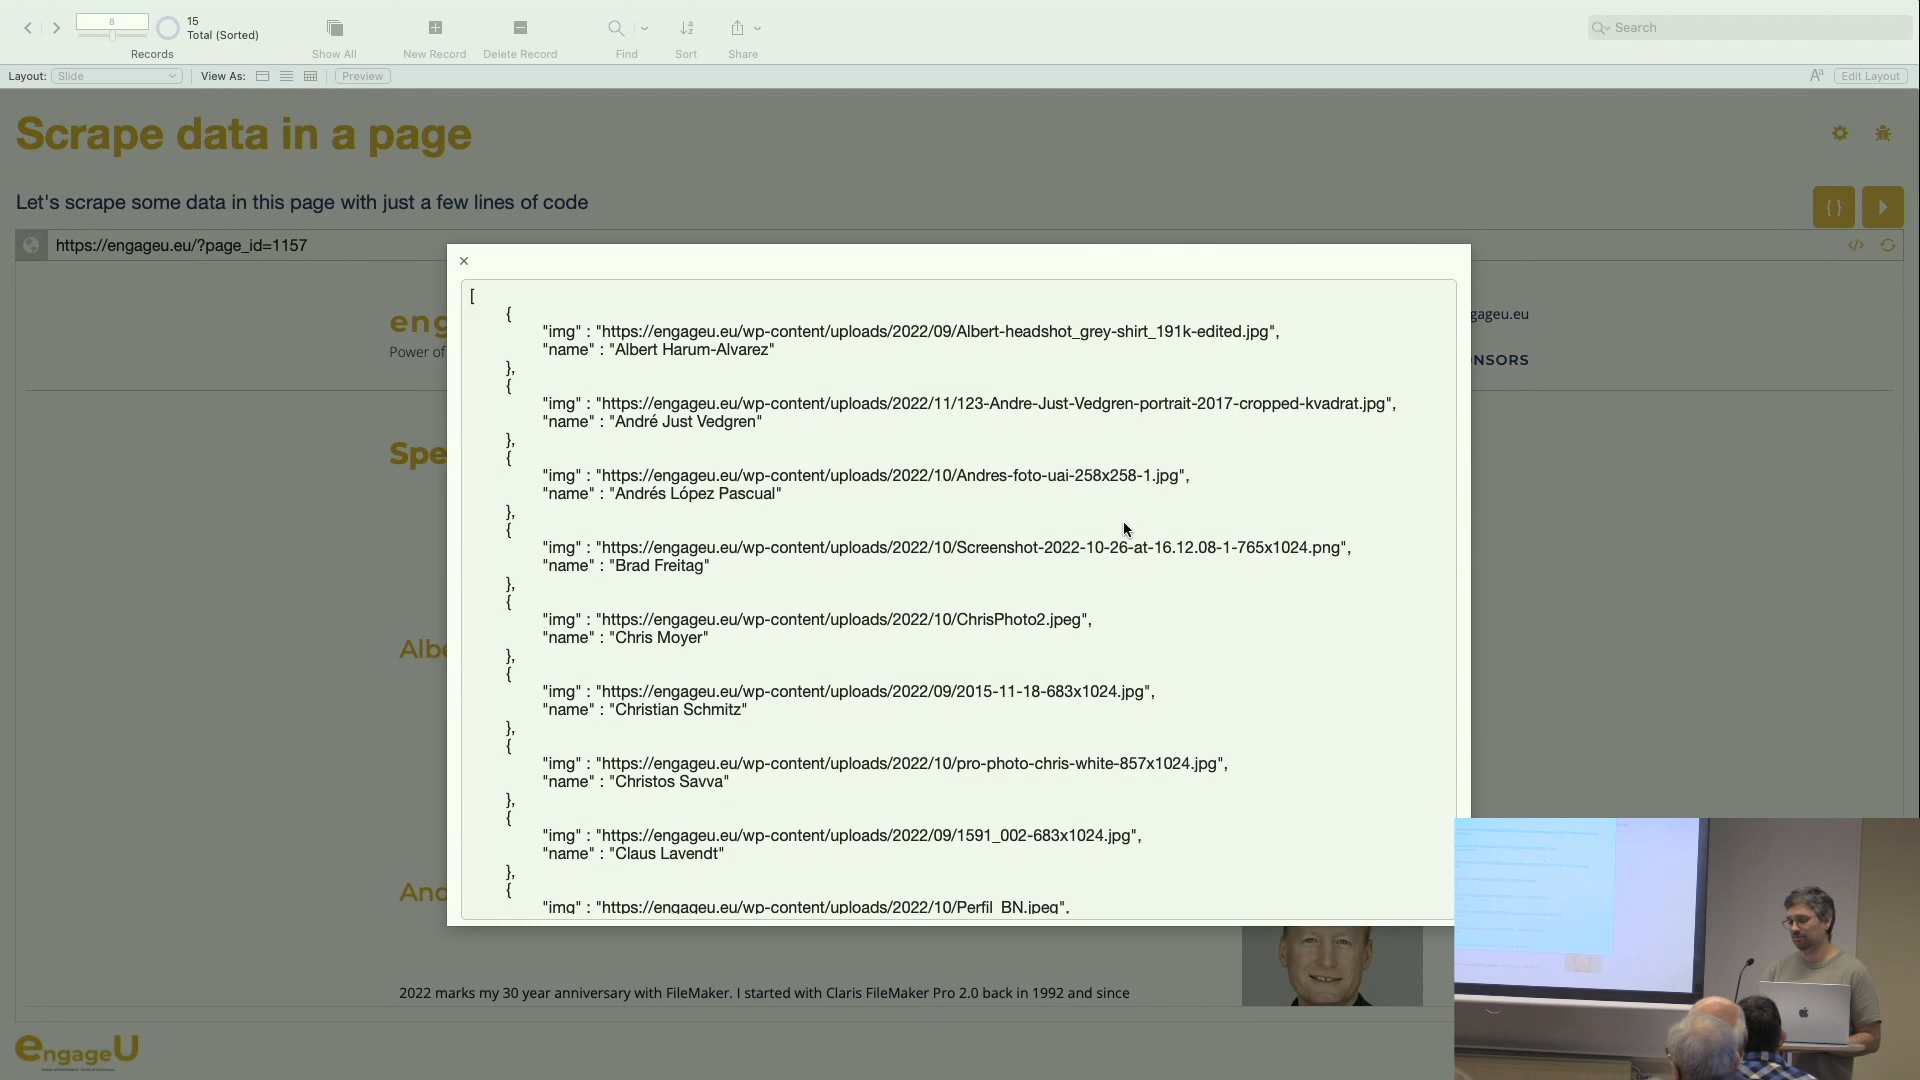 8
15
Total (Sorted)
Records
Show All
New Record
Delete Record
Find
Sort
Share
Search
Layout:
Slide
View As:
Preview
Aª
Edit Layout
Scrape data in a page
Let's scrape some data in this page with just a few lines of code
{ }
https://engageu.eu/?page_id=1157
</>
eng
Power of
gageu.eu
NSORS
Spe
Albe
And
×
[
{
"img" : "https://engageu.eu/wp-content/uploads/2022/09/Albert-headshot_grey-shirt_191k-edited.jpg",
"name" : "Albert Harum-Alvarez"
},
{
"img" : "https://engageu.eu/wp-content/uploads/2022/11/123-Andre-Just-Vedgren-portrait-2017-cropped-kvadrat.jpg",
"name" : "André Just Vedgren"
},
{
"img" : "https://engageu.eu/wp-content/uploads/2022/10/Andres-foto-uai-258x258-1.jpg",
"name" : "Andrés López Pascual"
},
{
"img" : "https://engageu.eu/wp-content/uploads/2022/10/Screenshot-2022-10-26-at-16.12.08-1-765x1024.png",
"name" : "Brad Freitag"
},
{
"img" : "https://engageu.eu/wp-content/uploads/2022/10/ChrisPhoto2.jpeg",
"name" : "Chris Moyer"
},
{
"img" : "https://engageu.eu/wp-content/uploads/2022/09/2015-11-18-683x1024.jpg",
"name" : "Christian Schmitz"
},
{
"img" : "https://engageu.eu/wp-content/uploads/2022/10/pro-photo-chris-white-857x1024.jpg",
"name" : "Christos Savva"
},
{
"img" : "https://engageu.eu/wp-content/uploads/2022/09/1591_002-683x1024.jpg",
"name" : "Claus Lavendt"
},
{
"img" : "https://engageu.eu/wp-content/uploads/2022/10/Perfil_BN.jpeg",
2022 marks my 30 year anniversary with FileMaker. I started with Claris FileMaker Pro 2.0 back in 1992 and since
EngageU